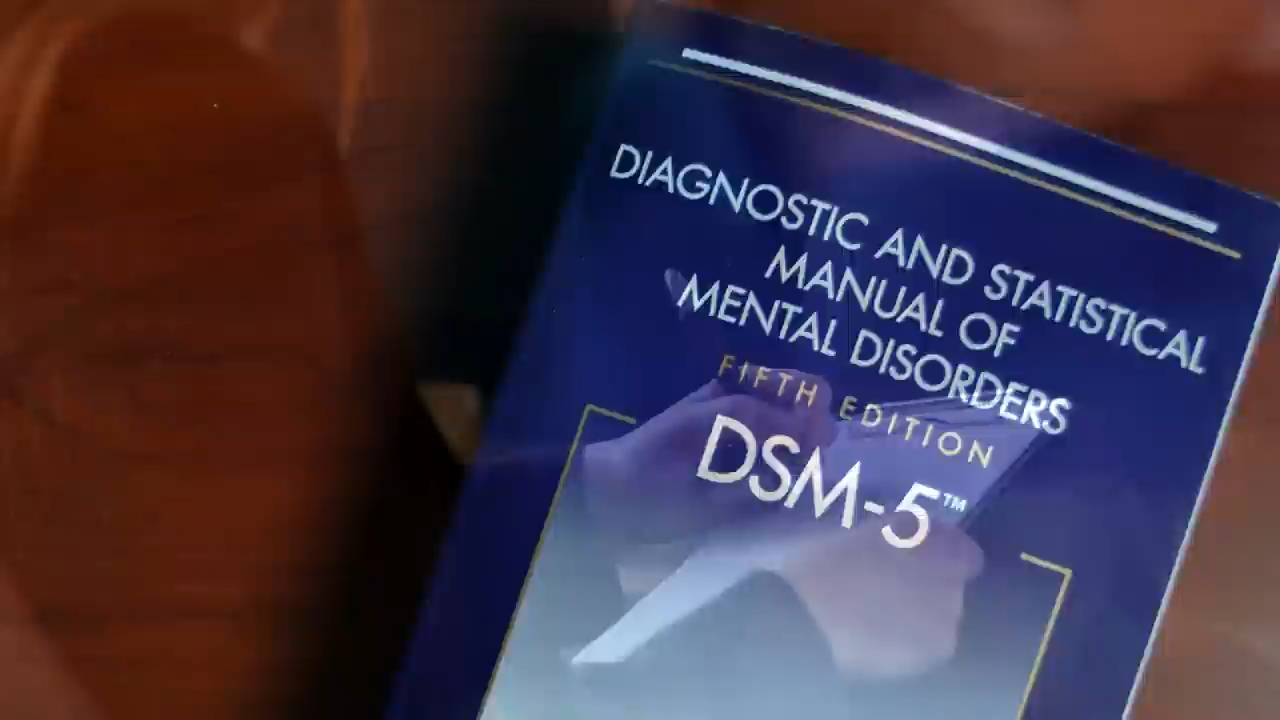 DIAGNOSTIC AND STATISTICAL
MANUAL OF
MENTAL DISORDERS
FIFTH EDITION
DSM-5™